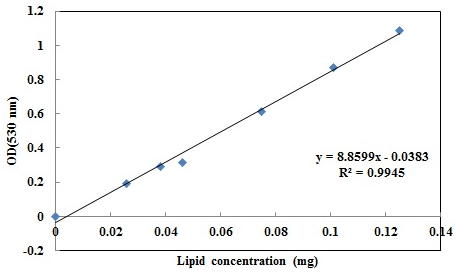 1.2
1
0.8
0.6
0.4
0.2
0
-0.2
OD(530 nm)
y = 8.8599x - 0.0383
R² = 0.9945
0 0.02 0.04 0.06 0.08 0.1 0.12 0.14
Lipid concentration (mg)